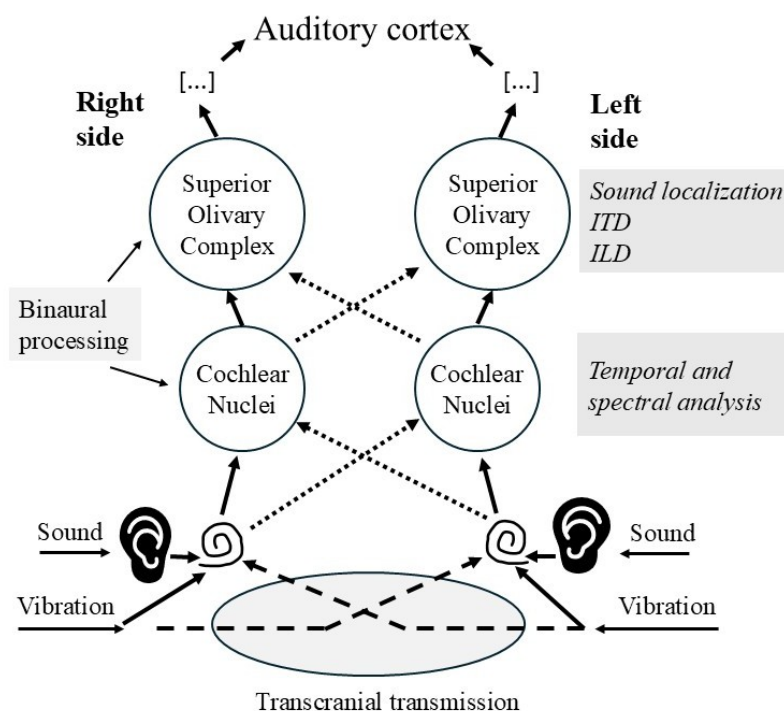 Auditory cortex
[...]
[...]
Right
side
Left
side
Superior
Olivary
Complex
Superior
Olivary
Complex
Sound localization
ITD
ILD
Binaural
processing
Cochlear
Nuclei
Cochlear
Nuclei
Temporal and
spectral analysis
Sound
Sound
Vibration
Vibration
Transcranial transmission